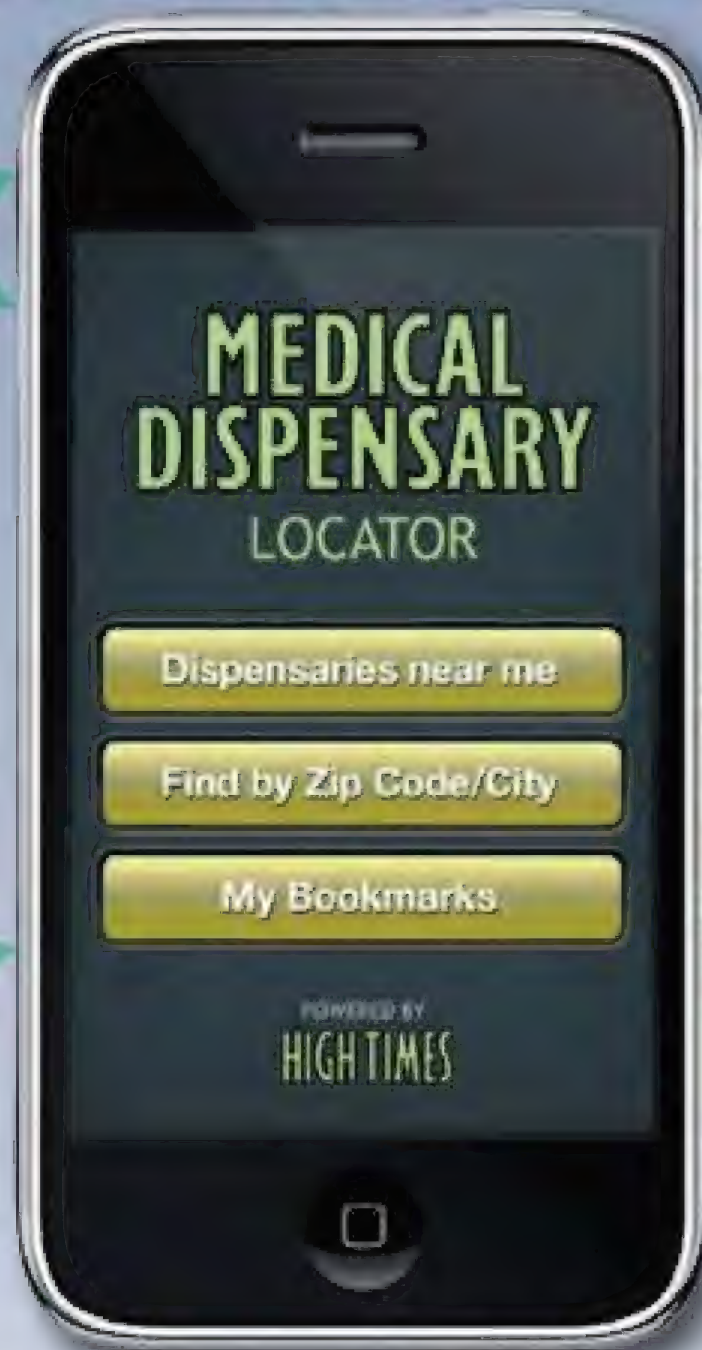 MEDICAL
DISPENSARY
LOCATOR
Dispensaries near me
Find by Zip Code/City
My Bookmarks
POWERED BY
HIGH TIMES